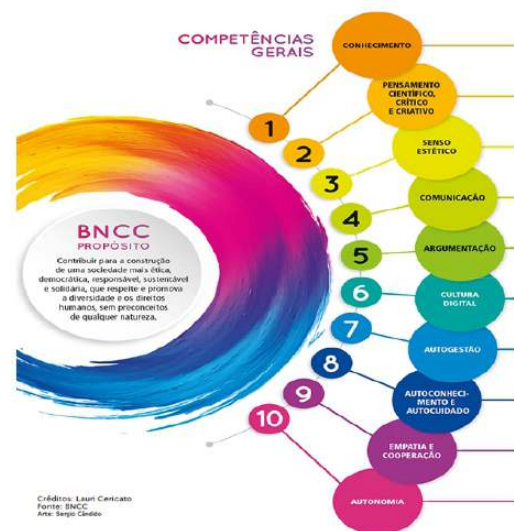 COMPETÊNCIAS
GERAIS
1
CONHECIMENTO
2
PENSAMENTO
CIENTÍFICO,
CRÍTICO
E CRIATIVO
3
SENSO
ESTÉTICO
4
COMUNICAÇÃO
5
ARGUMENTAÇÃO
6
CULTURA
DIGITAL
7
AUTOGESTÃO
8
AUTOCONHECI-
MENTO E
AUTOCUIDADO
9
EMPATIA E
COOPERAÇÃO
10
AUTONOMIA
BNCC
PROPÓSITO
Contribuir para a construção
de uma sociedade mais ética,
democrática, responsável, sustentável
e solidária, que respeite e promova
a diversidade e os direitos
humanos, sem preconceitos
de qualquer natureza.
Créditos: Lauri Cericato
Fonte: BNCC
Arte: Sergio Cândido